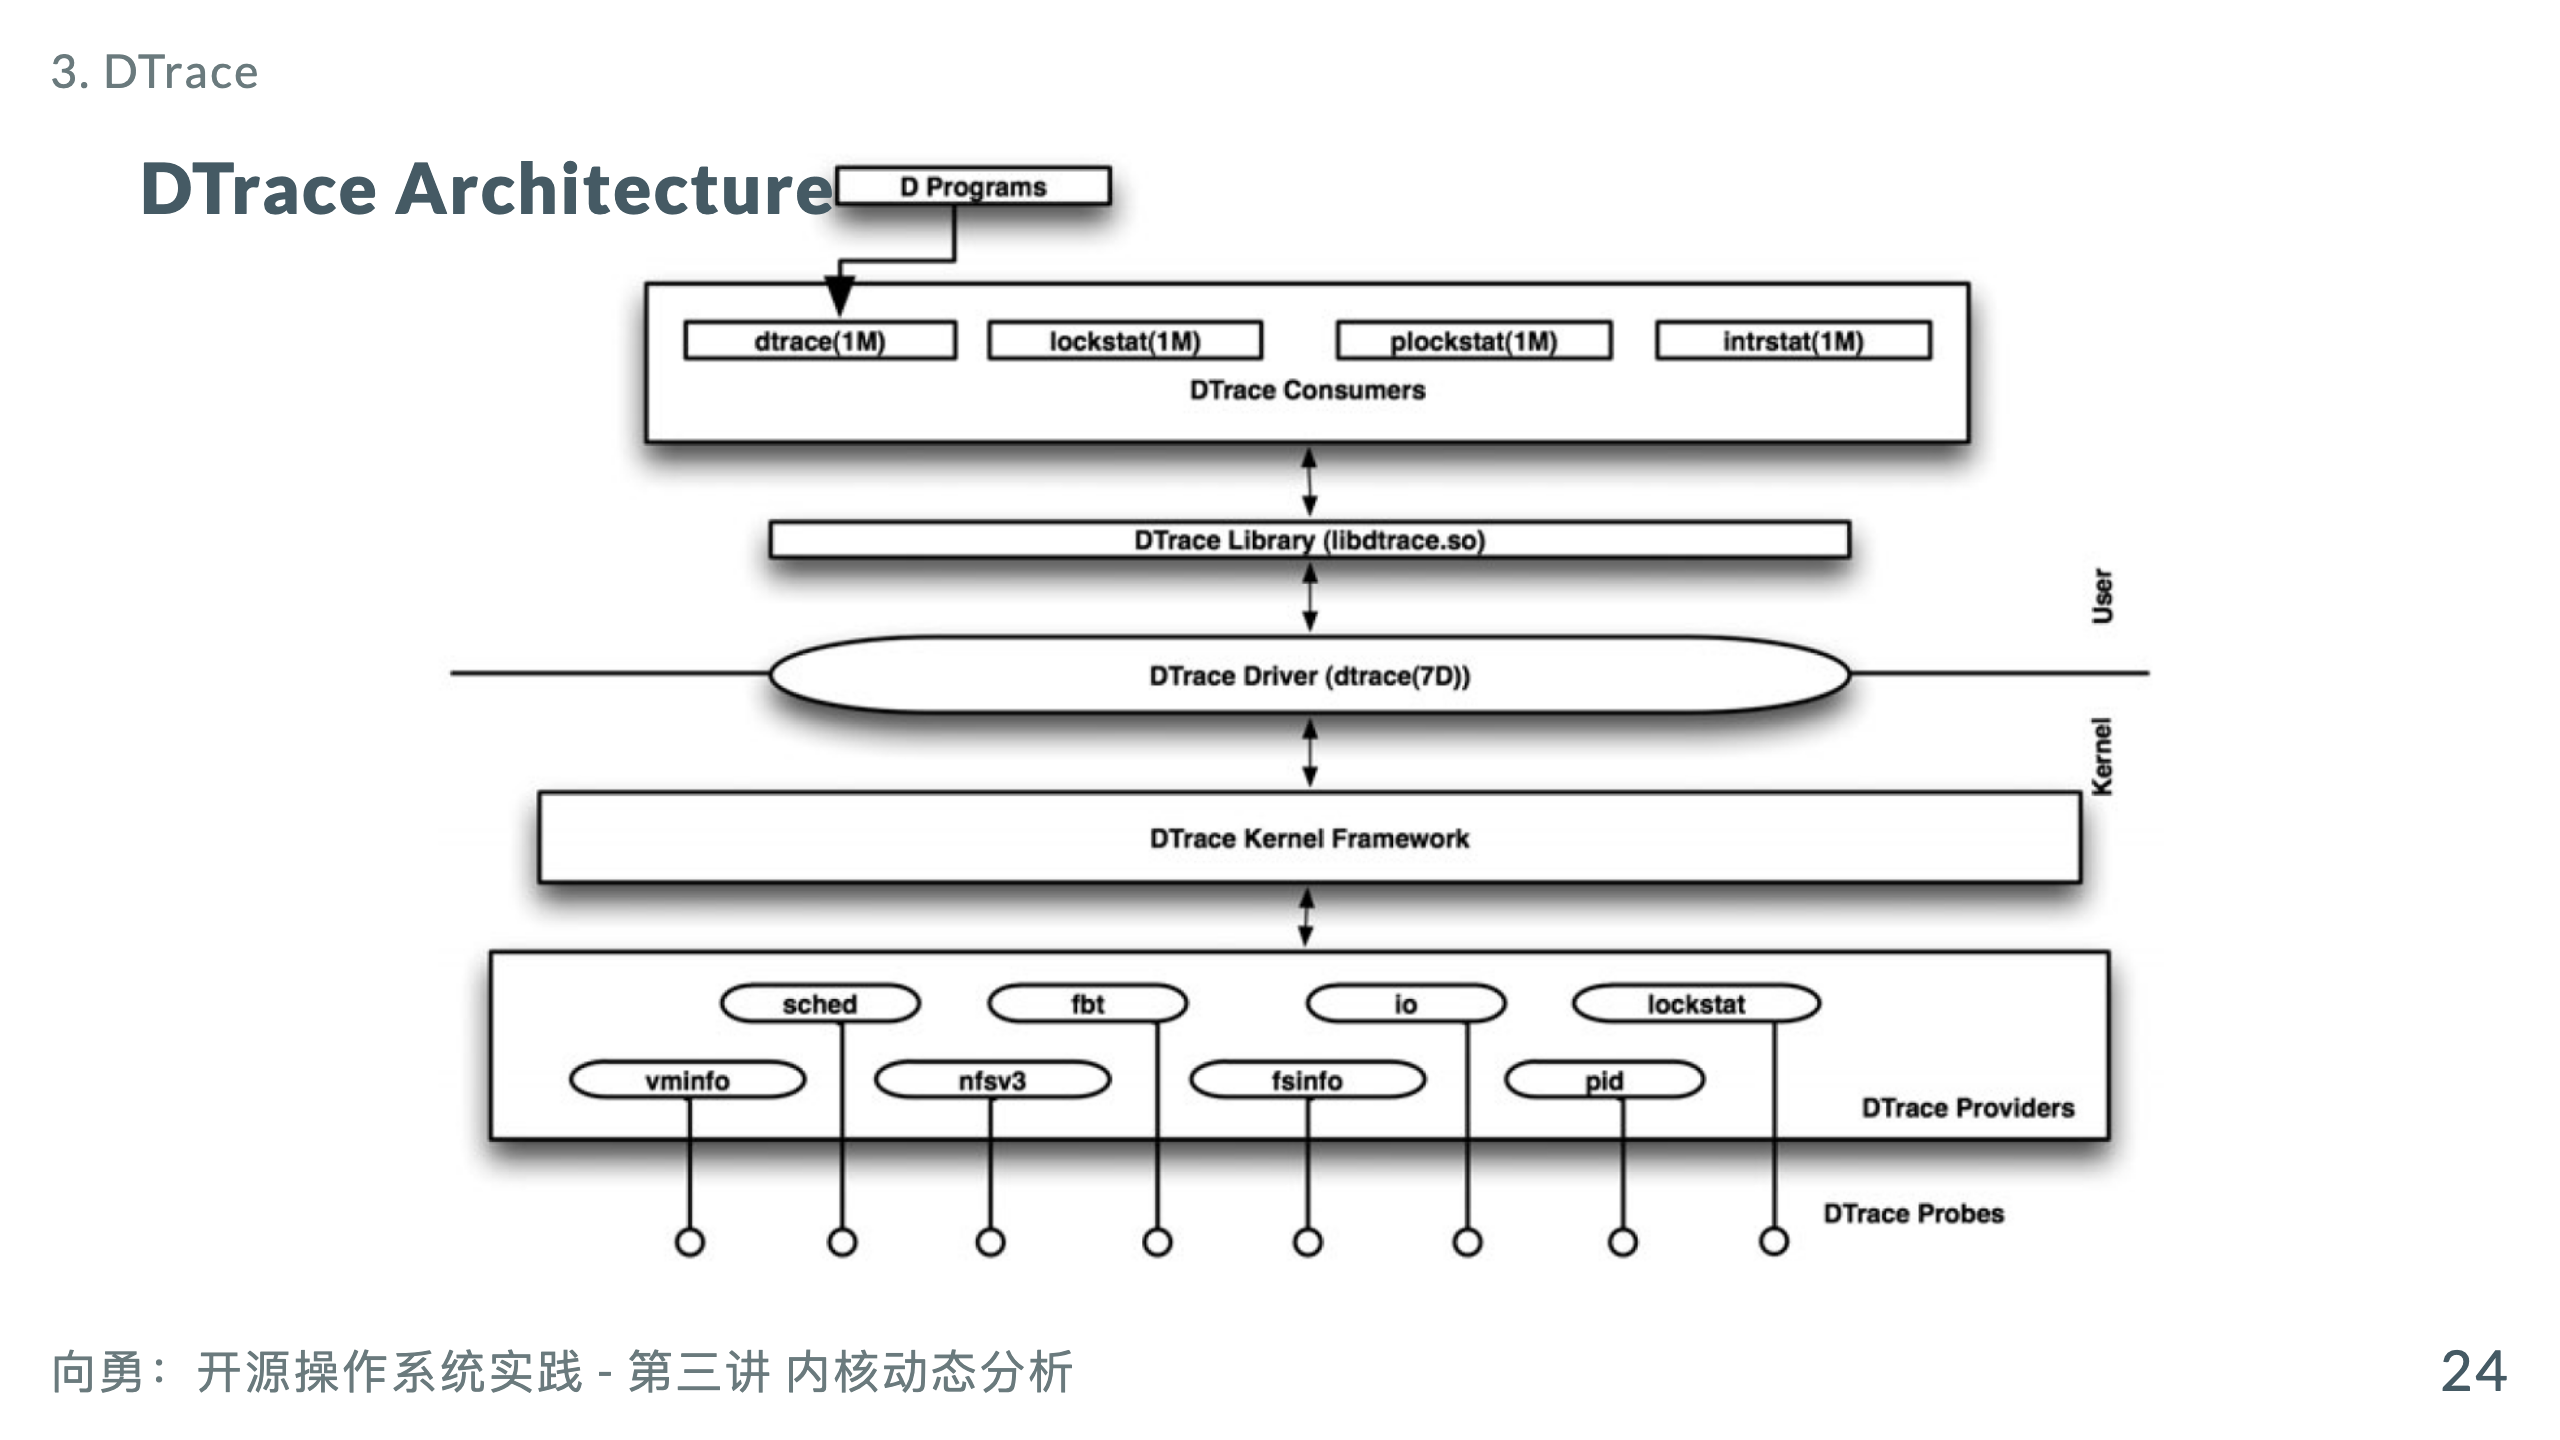 3. DTrace
DTrace Architecture
D Programs
dtrace(1M)
lockstat(1M)
plockstat(1M)
intrstat(1M)
DTrace Consumers
DTrace Library (libdtrace.so)
User
DTrace Driver (dtrace(7D))
Kernel
DTrace Kernel Framework
sched
fbt
io
lockstat
vminfo
nfsv3
fsinfo
pid
DTrace Providers
DTrace Probes
向勇：开源操作系统实践 - 第三讲 内核动态分析
24